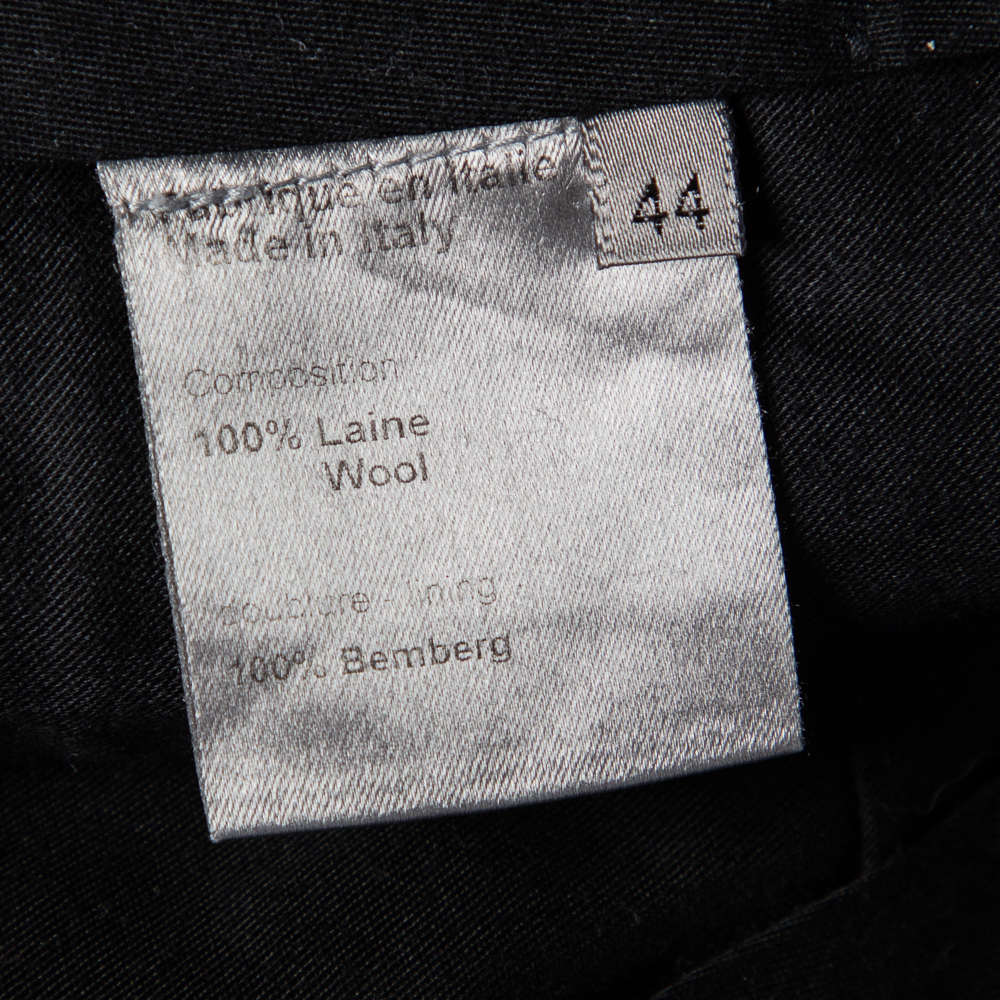 Fabrique en Italie
Made in Italy
44
Composition
100% Laine
Wool
doublure - lining
100% Bemberg